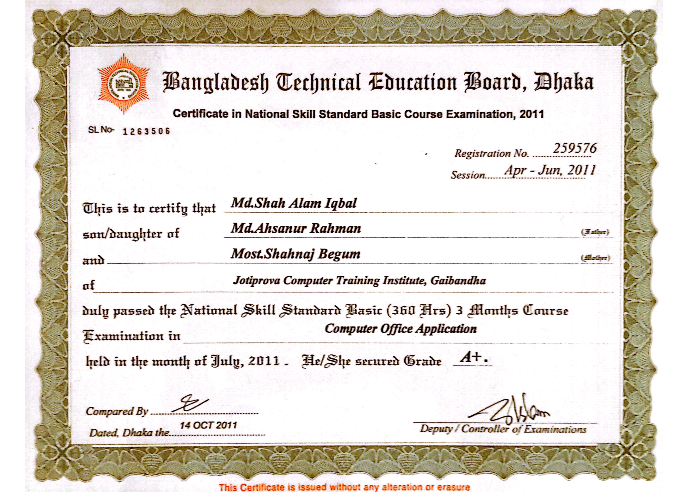 Bangladesh Technical Education Board, Dhaka
Certificate in National Skill Standard Basic Course Examination, 2011
SL No- 1263506
Registration No. .......... 259576
Session...... Apr - Jun, 2011
This is to certify that Md.Shah Alam Iqbal
son/daughter of Md.Ahsanur Rahman (Father)
and Most.Shahnaj Begum (Mother)
of Jotiprova Computer Training Institute, Gaibandha
duly passed the National Skill Standard Basic (360 Hrs) 3 Months Course
Examination in Computer Office Application
held in the month of July, 2011 . He/She secured Grade A+.
Compared By
Dated, Dhaka the. 14 OCT 2011
Deputy / Controller of Examinations
This Certificate is issued without any alteration or erasure